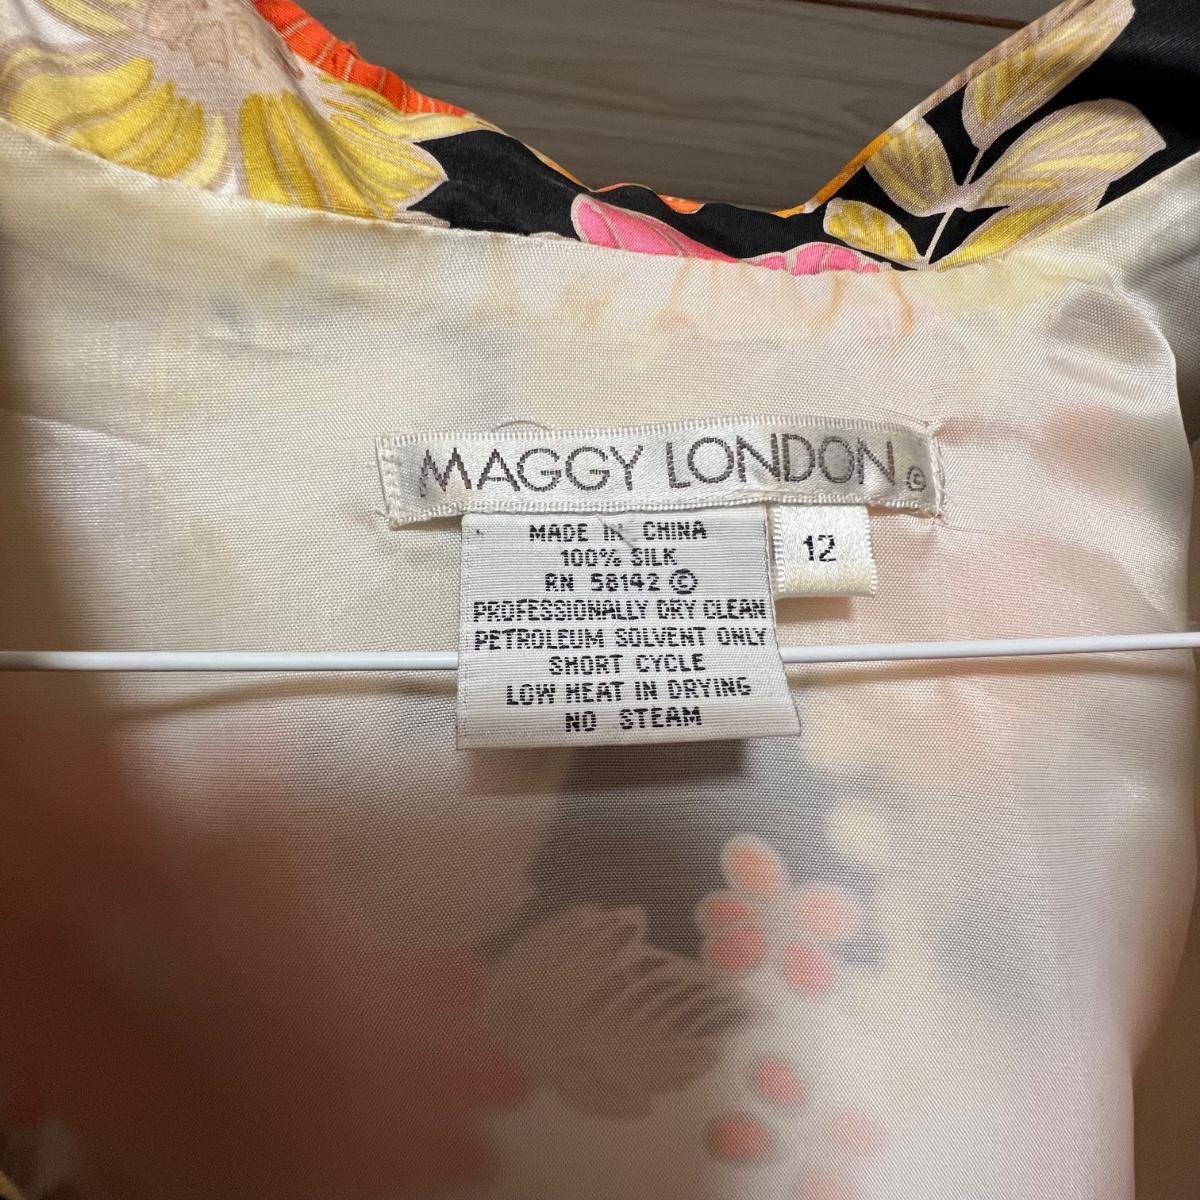 MAGGY LONDON ©
MADE IN CHINA
100% SILK
RN 58142 ©
PROFESSIONALLY DRY CLEAN
PETROLEUM SOLVENT ONLY
SHORT CYCLE
LOW HEAT IN DRYING
NO STEAM
12